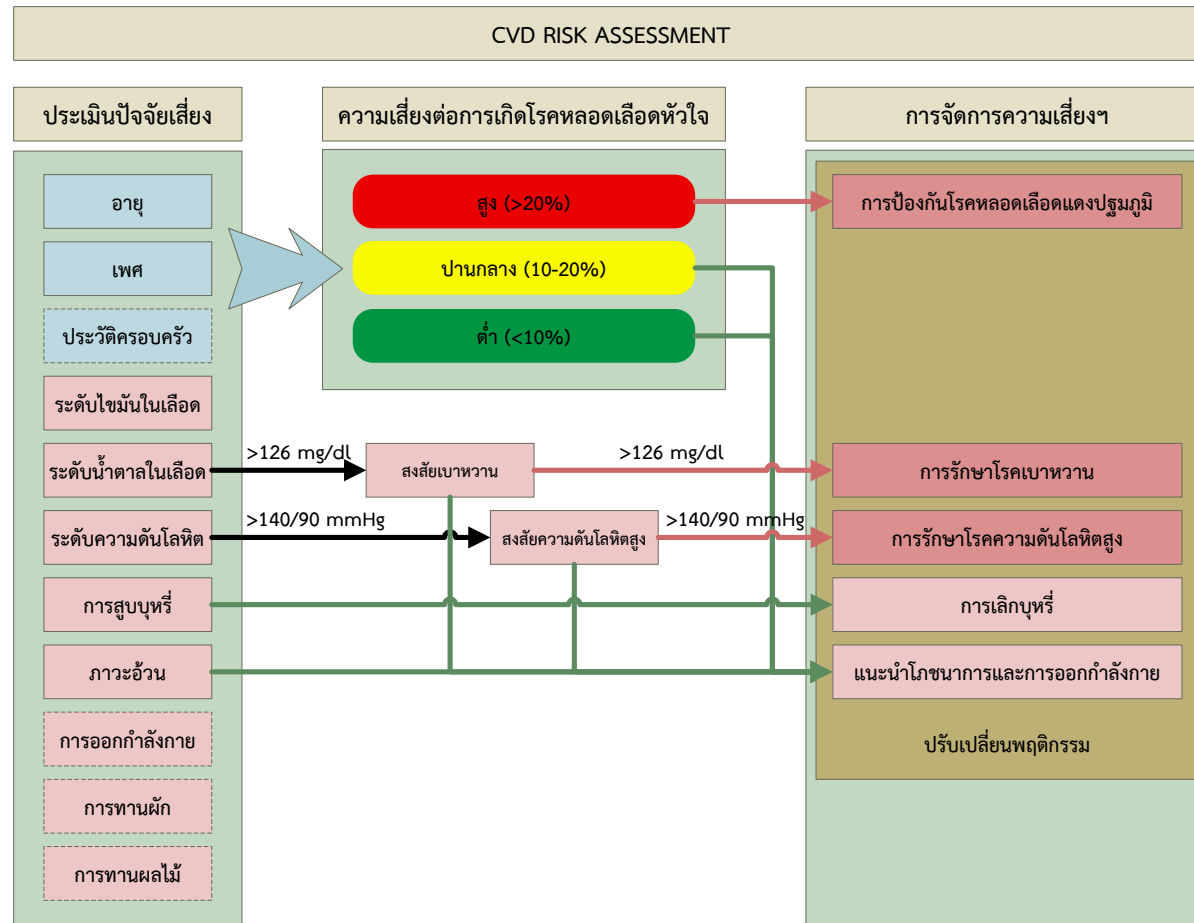 CVD RISK ASSESSMENT
ประเมินปัจจัยเสี่ยง
ความเสี่ยงต่อการเกิดโรคหลอดเลือดหัวใจ
การจัดการความเสี่ยงฯ
อายุ
เพศ
ประวัติครอบครัว
ระดับไขมันในเลือด
ระดับน้ำตาลในเลือด
ระดับความดันโลหิต
การสูบบุหรี่
ภาวะอ้วน
การออกกำลังกาย
การทานผัก
การทานผลไม้
สูง (>20%)
ปานกลาง (10-20%)
ต่ำ (<10%)
>126 mg/dl
สงสัยเบาหวาน
>126 mg/dl
>140/90 mmHg
สงสัยความดันโลหิตสูง
>140/90 mmHg
การป้องกันโรคหลอดเลือดแดงปฐมภูมิ
การรักษาโรคเบาหวาน
การรักษาโรคความดันโลหิตสูง
การเลิกบุหรี่
แนะนำโภชนาการและการออกกำลังกาย
ปรับเปลี่ยนพฤติกรรม